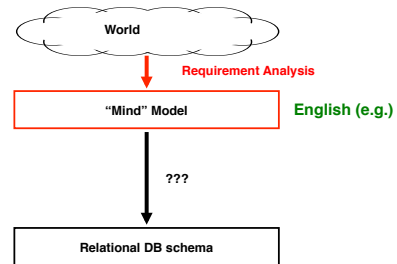 World
Requirement Analysis
“Mind” Model
English (e.g.)
???
Relational DB schema